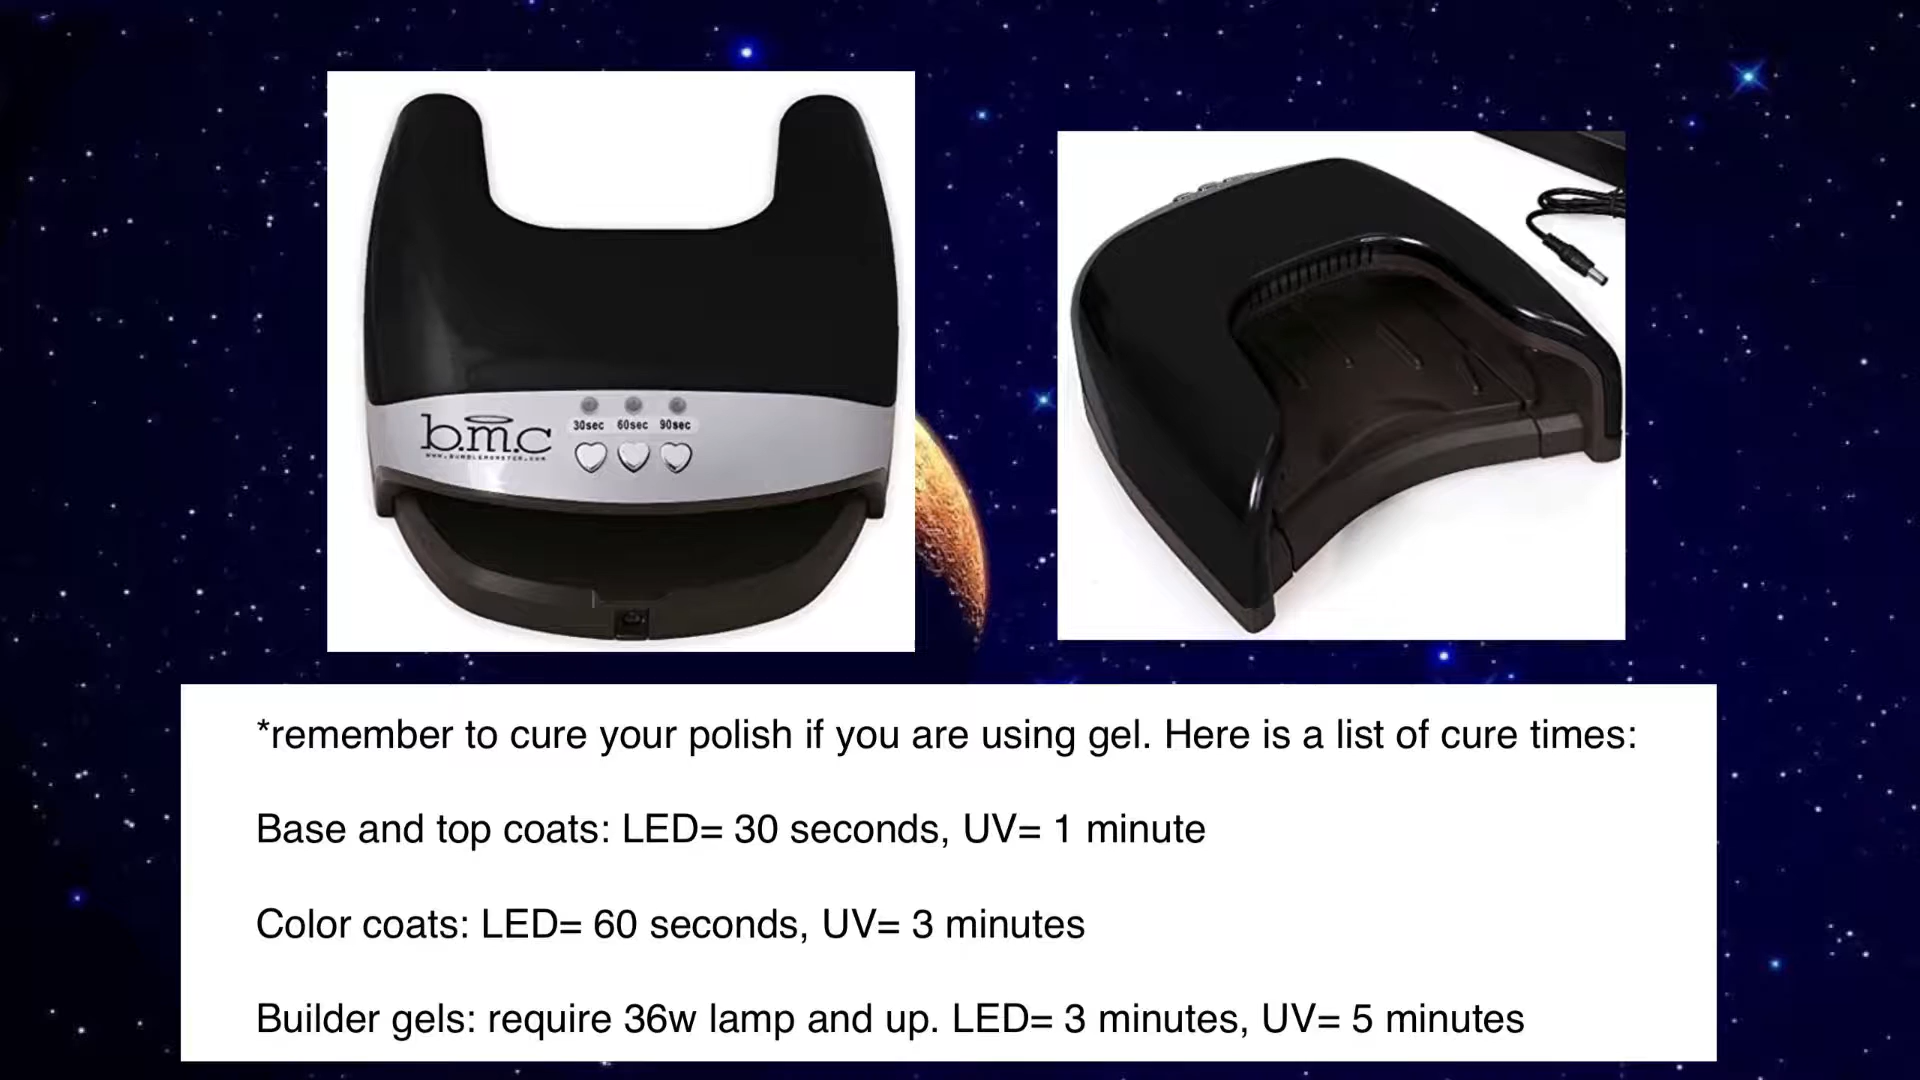 b.m.c
30sec 60sec 90sec
*remember to cure your polish if you are using gel. Here is a list of cure times:
Base and top coats: LED= 30 seconds, UV= 1 minute
Color coats: LED= 60 seconds, UV= 3 minutes
Builder gels: require 36w lamp and up. LED= 3 minutes, UV= 5 minutes